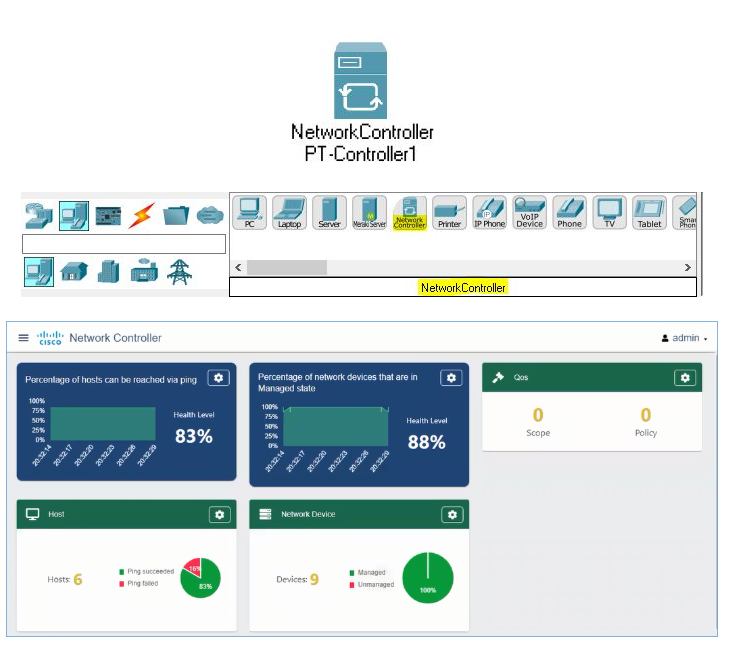 NetworkController
PT-Controller1
PC
Laptop
Server
Meraki Server
Network Controller
Printer
IP Phone
VoIP Device
Phone
TV
Tablet
Smar Phon
NetworkController
CISCO Network Controller
admin
Percentage of hosts can be reached via ping
100%
75%
50%
25%
0%
20:32:14
20:32:17
20:32:20
20:32:23
20:32:26
20:32:29
Health Level
83%
Percentage of network devices that are in
Managed state
100%
75%
50%
25%
0%
20:32:14
20:32:17
20:32:20
20:32:23
20:32:26
20:32:29
Health Level
88%
Qos
0
Scope
0
Policy
Host
Hosts: 6
Ping succeeded
Ping failed
16%
83%
Network Device
Devices: 9
Managed
Unmanaged
100%